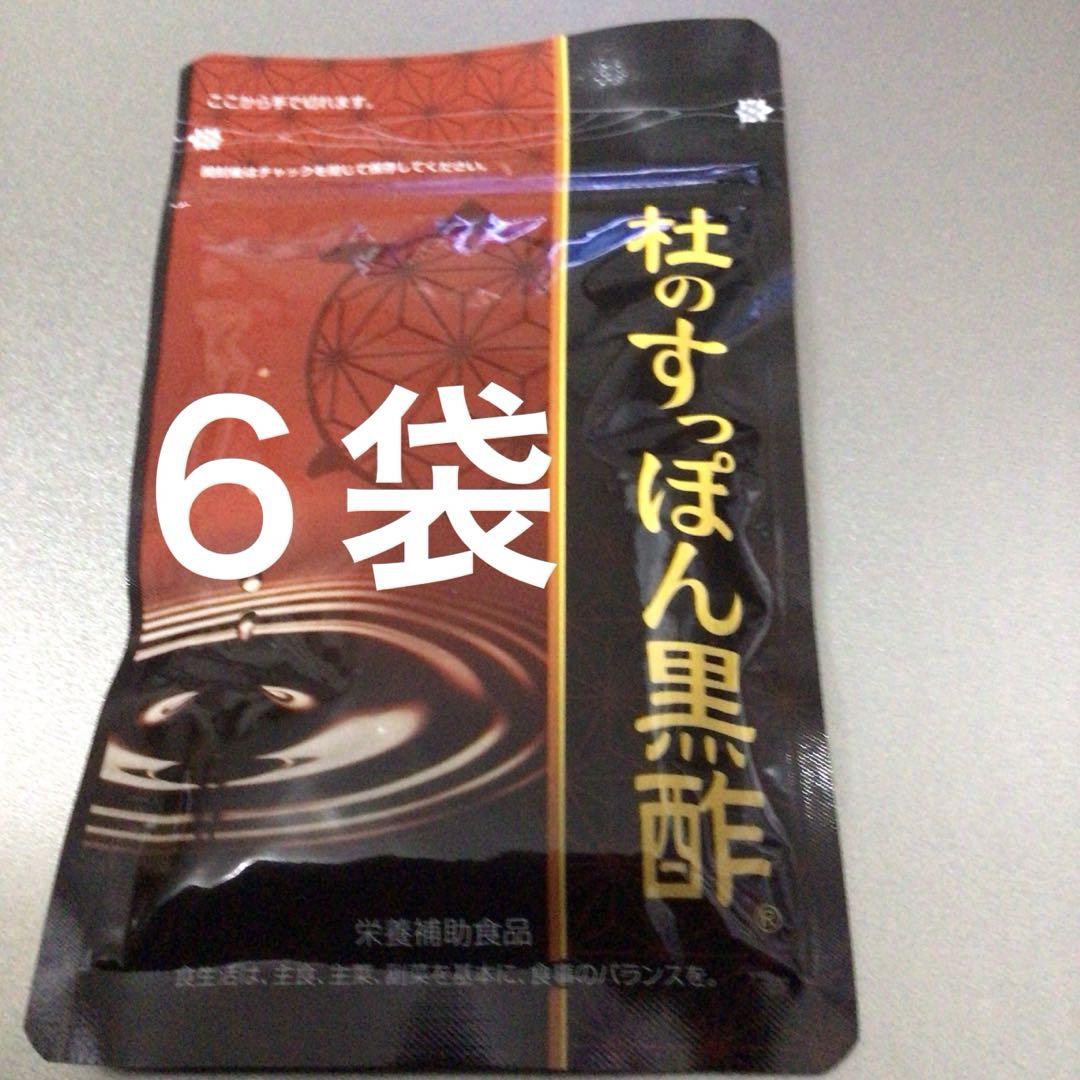 ここから手で切れます。
開封後はチャックを閉じて保存してください。
杜のすっぽん黒酢®
6袋
栄養補助食品
食生活は、主食、主菜、副菜を基本に、食事のバランスを。